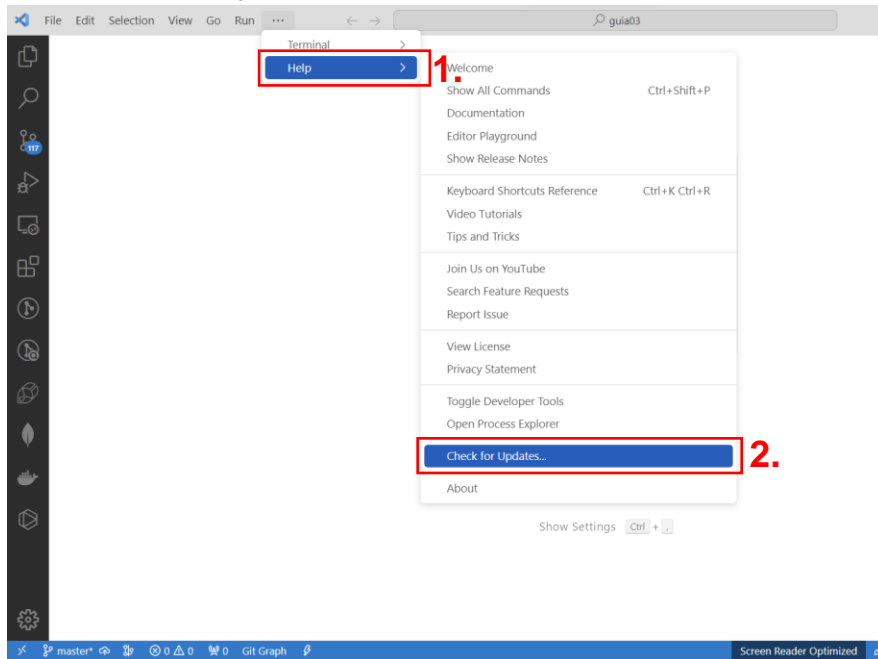 File Edit Selection View Go Run ··· ← → guia03
Terminal >
Help >
1.
Welcome
Show All Commands Ctrl+Shift+P
Documentation
Editor Playground
Show Release Notes
117
Keyboard Shortcuts Reference Ctrl+K Ctrl+R
Video Tutorials
Tips and Tricks
Join Us on YouTube
Search Feature Requests
Report Issue
View License
Privacy Statement
Toggle Developer Tools
Open Process Explorer
Check for Updates...
2.
About
Show Settings Ctrl + ,
master* 0 0 0 Git Graph Screen Reader Optimized